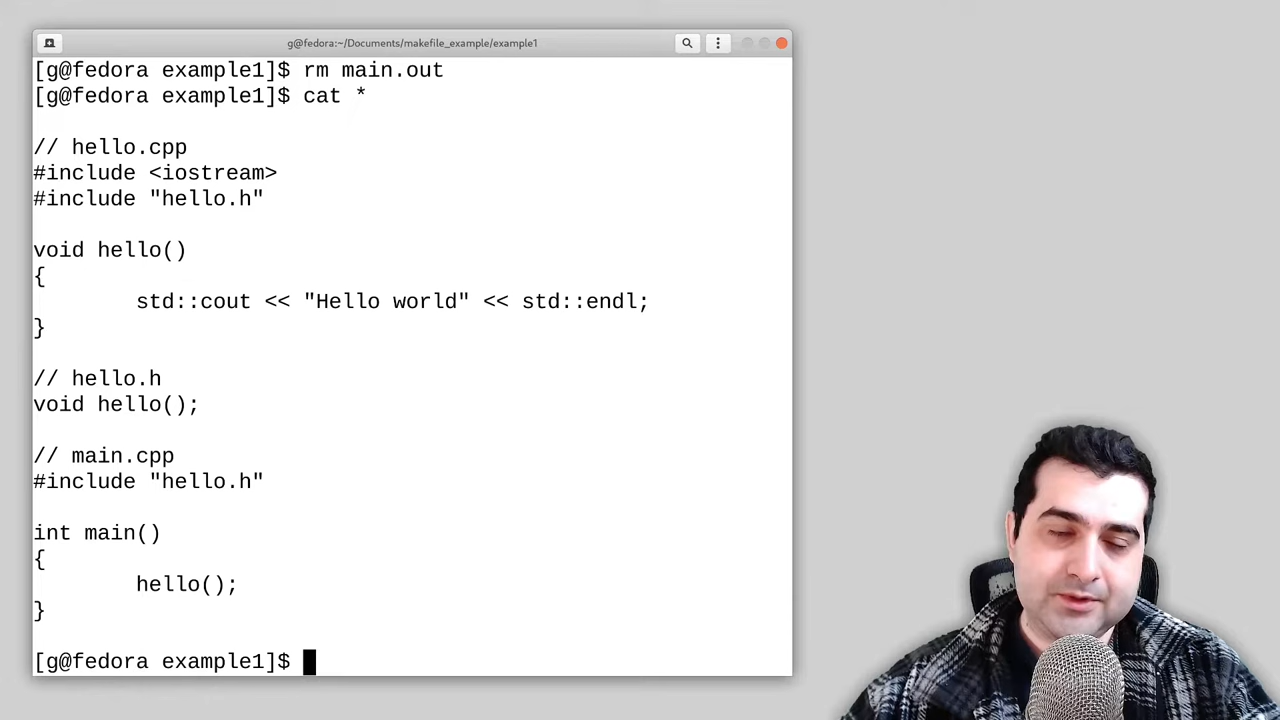 g@fedora:~/Documents/makefile_example/example1
[g@fedora example1]$ rm main.out
[g@fedora example1]$ cat *
// hello.cpp
#include <iostream>
#include "hello.h"
void hello()
{
        std::cout << "Hello world" << std::endl;
}
// hello.h
void hello();
// main.cpp
#include "hello.h"
int main()
{
        hello();
}
[g@fedora example1]$